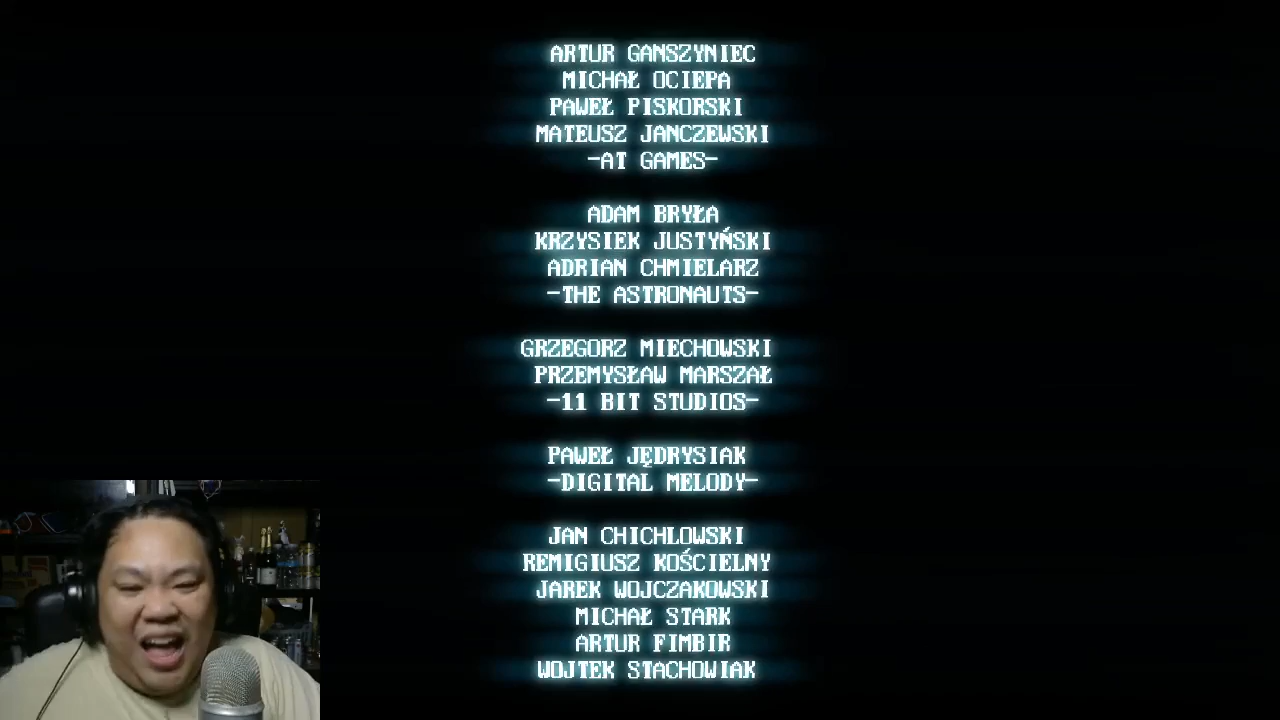 ARTUR GANSZYNIEC
MICHAŁ OCIEPA
PAWEŁ PISKORSKI
MATEUSZ JANCZEWSKI
-AT GAMES-
ADAM BRYŁA
KRZYSIEK JUSTYŃSKI
ADRIAN CHMIELARZ
-THE ASTRONAUTS-
GRZEGORZ MIECHOWSKI
PRZEMYSŁAW MARSZAŁ
-11 BIT STUDIOS-
PAWEŁ JĘDRYSIAK
-DIGITAL MELODY-
JAN CHICHLOWSKI
REMIGIUSZ KOŚCIELNY
JAREK WOJCZAKOWSKI
MICHAŁ STARK
ARTUR FIMBIR
WOJTEK STACHOWIAK